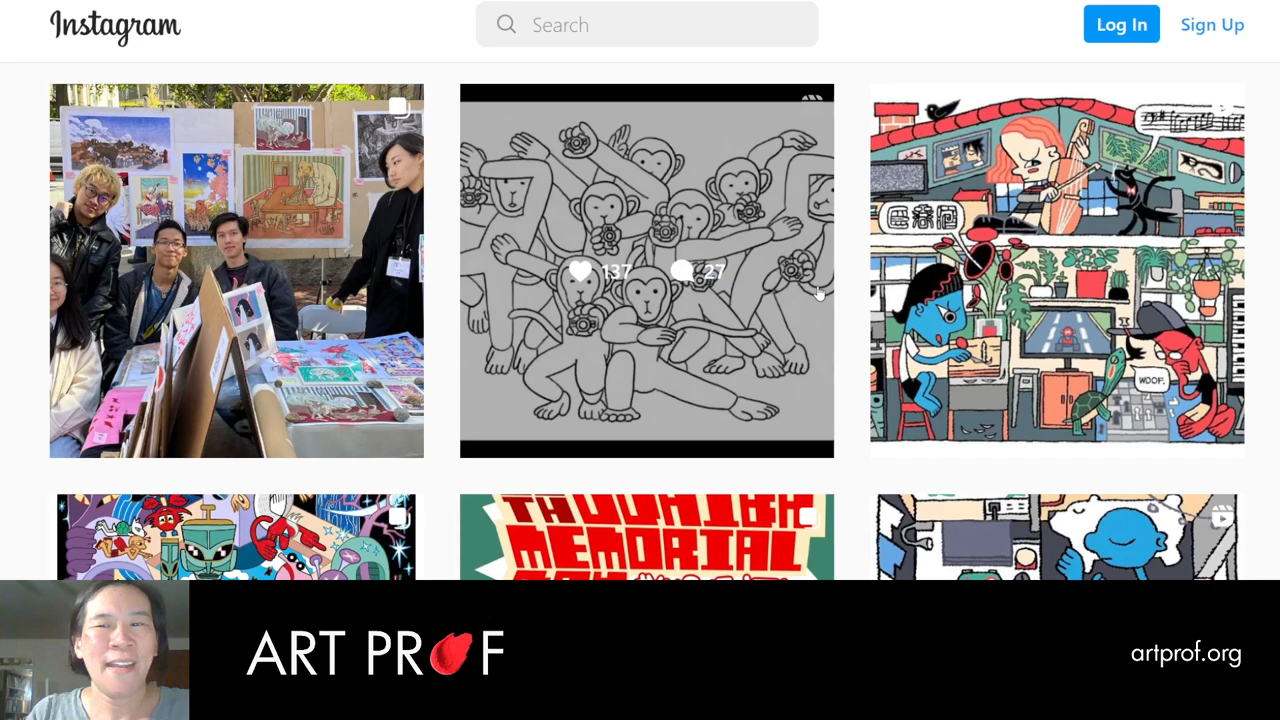 Instagram
Search
Log In
Sign Up
137
27
WOOF.
MEMORIAL
ART PROF
artprof.org